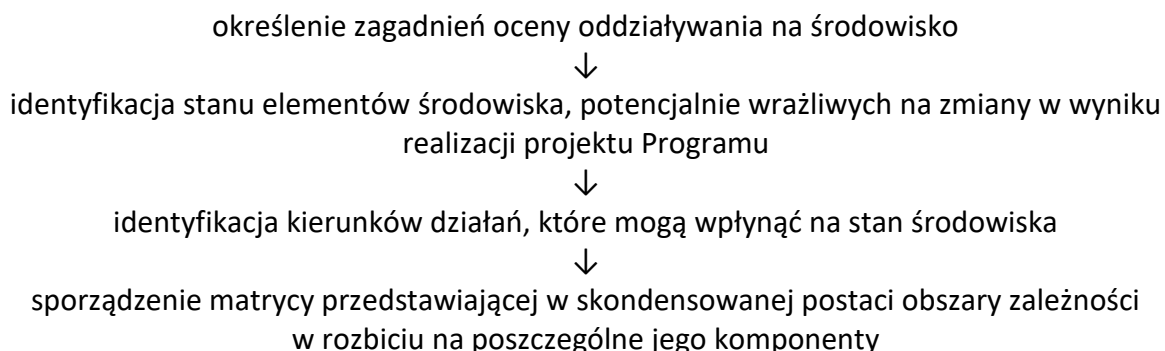 określenie zagadnień oceny oddziaływania na środowisko
↓
identyfikacja stanu elementów środowiska, potencjalnie wrażliwych na zmiany w wyniku
realizacji projektu Programu
↓
identyfikacja kierunków działań, które mogą wpłynąć na stan środowiska
↓
sporządzenie matrycy przedstawiającej w skondensowanej postaci obszary zależności
w rozbiciu na poszczególne jego komponenty